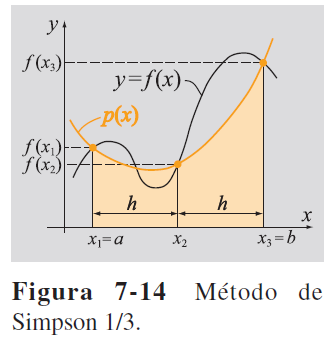 y
f(x₃)
y=f(x)
p(x)
f(x₁)
f(x₂)
h h
x
x₁=a x₂ x₃=b
Figura 7-14 Método de
Simpson 1/3.